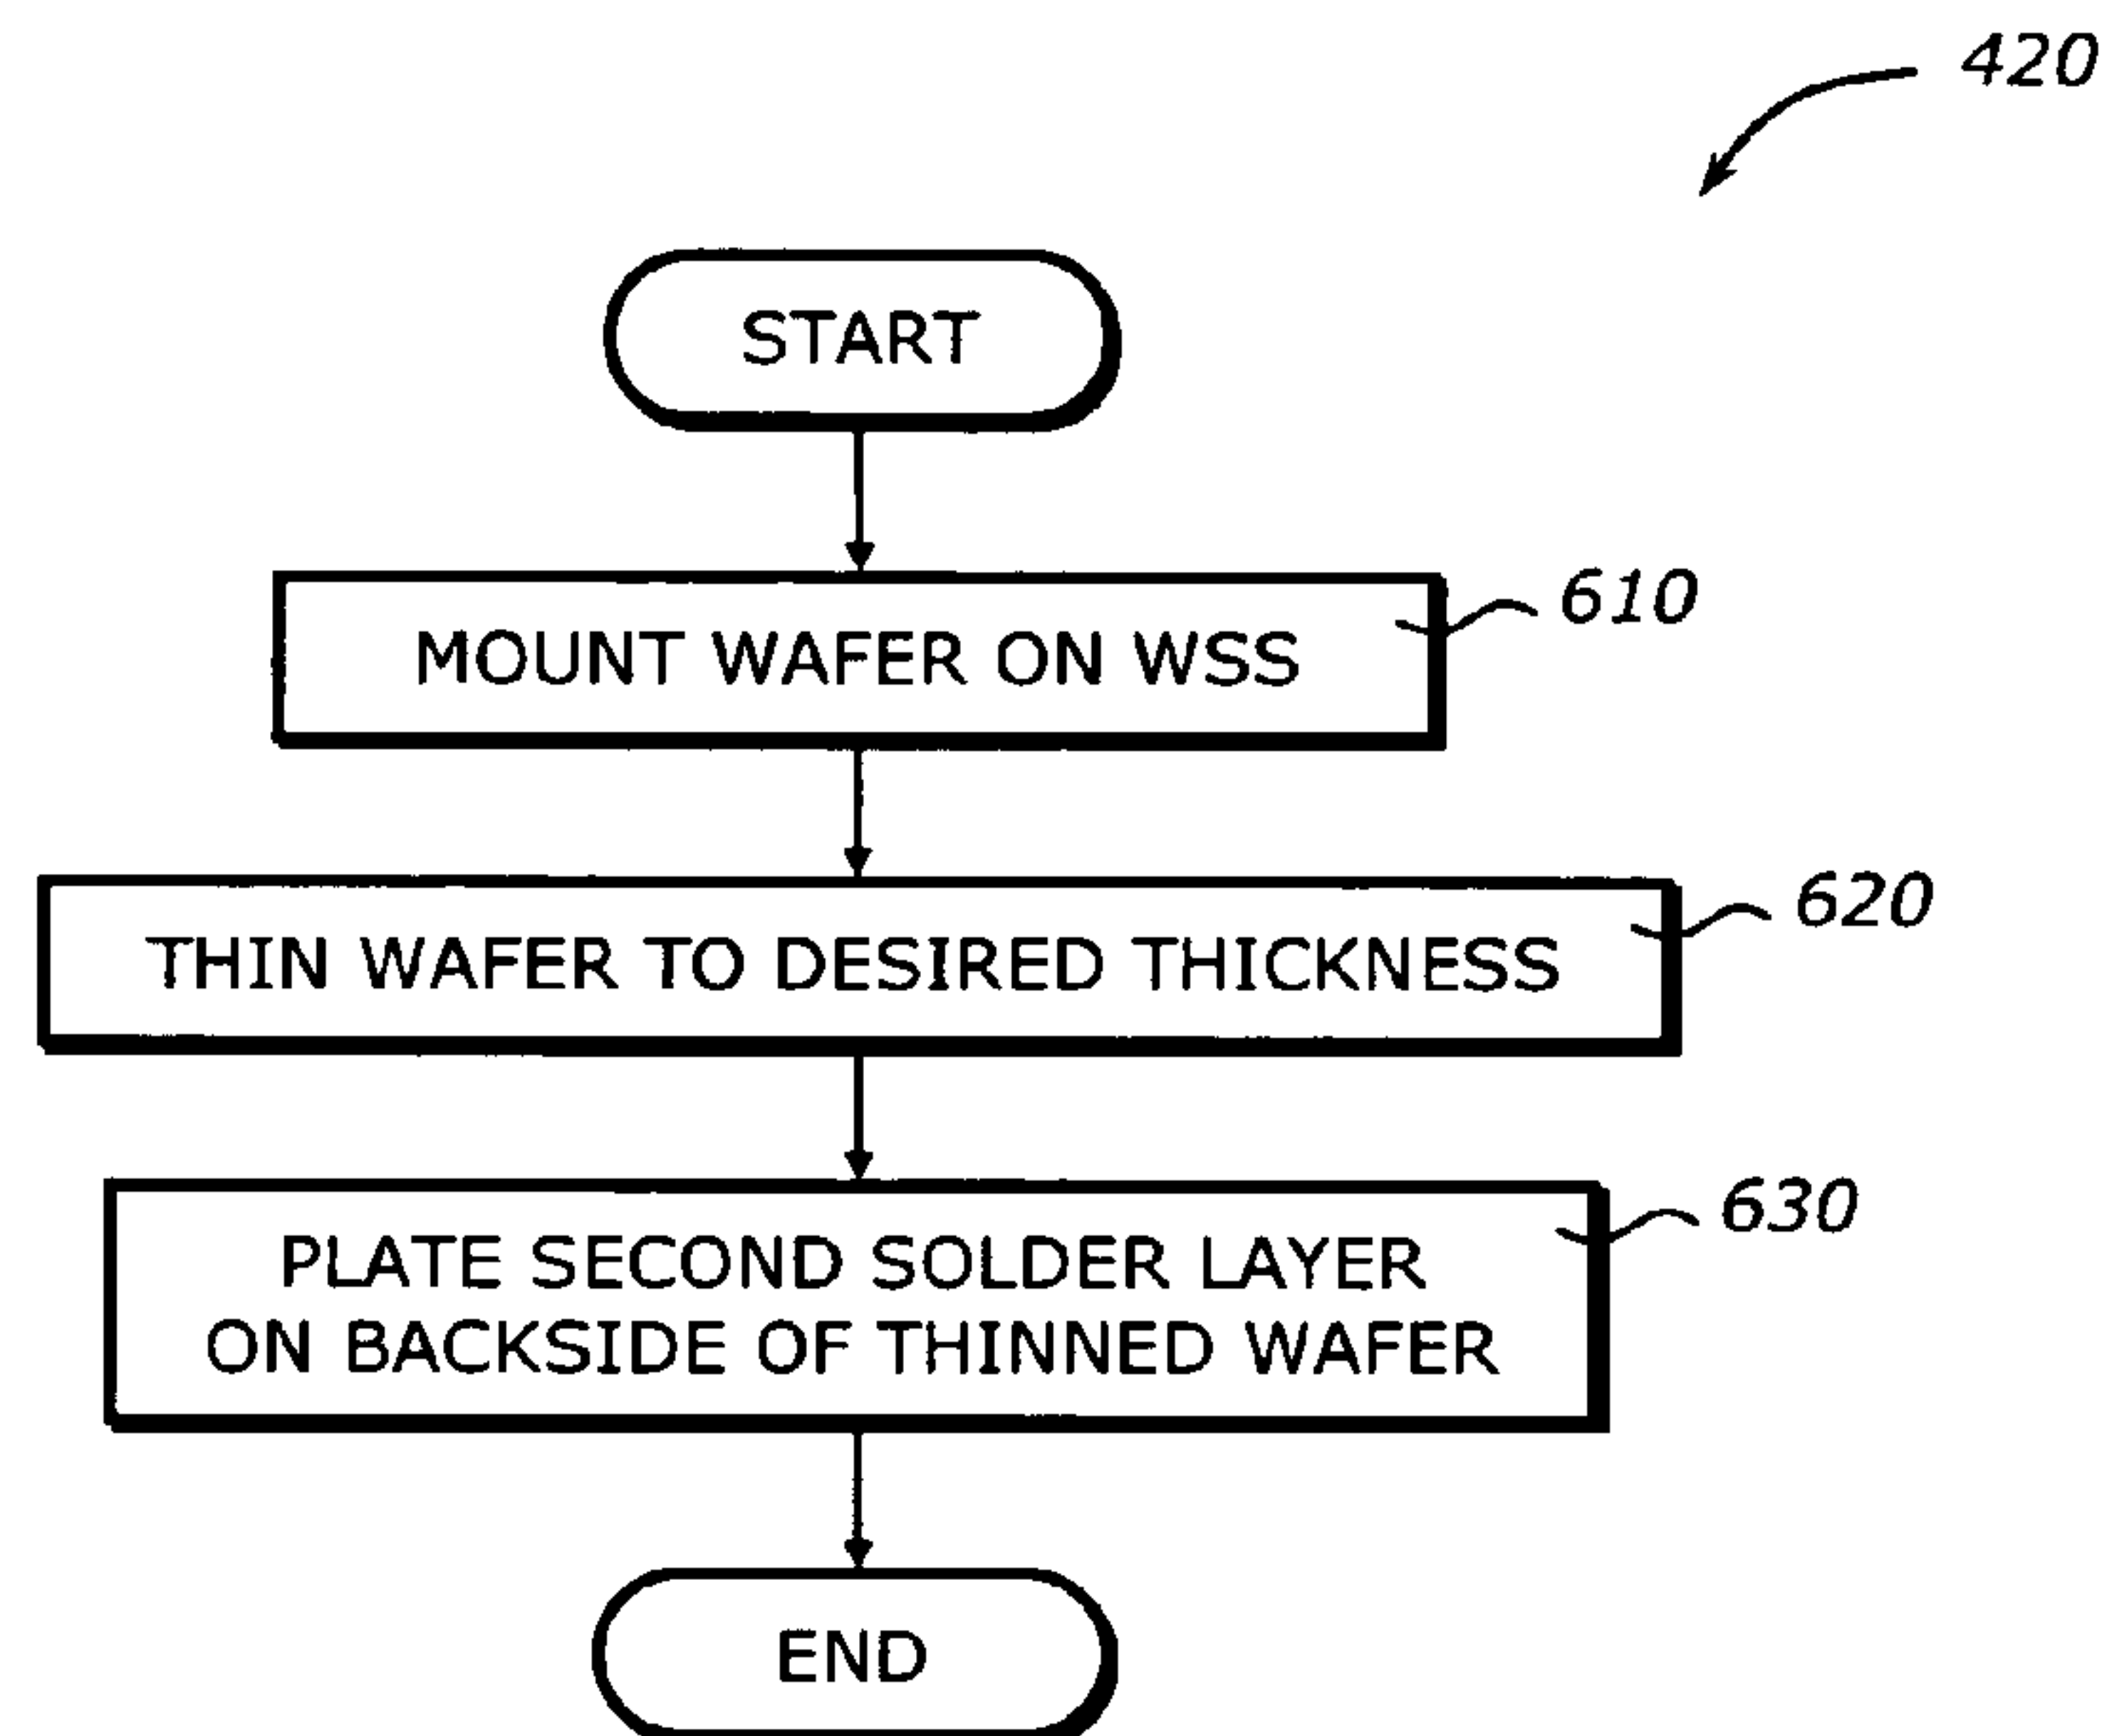 420
START
610
MOUNT WAFER ON WSS
620
THIN WAFER TO DESIRED THICKNESS
630
PLATE SECOND SOLDER LAYER
ON BACKSIDE OF THINNED WAFER
END